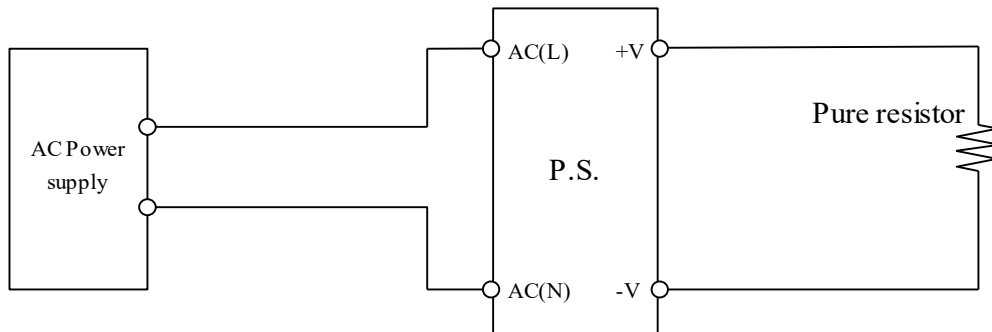 AC Power
supply
AC(L)
+V
P.S.
AC(N)
-V
Pure resistor